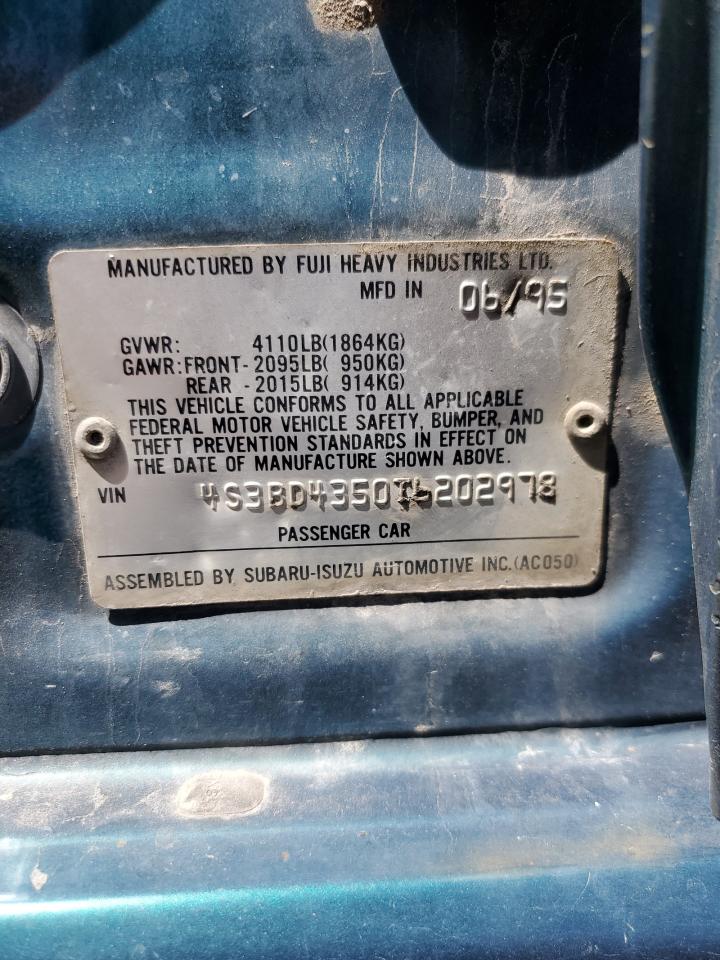 MANUFACTURED BY FUJI HEAVY INDUSTRIES LTD.
MFD IN 06/95
GVWR: 4110LB(1864KG)
GAWR:FRONT-2095LB( 950KG)
REAR -2015LB( 914KG)
THIS VEHICLE CONFORMS TO ALL APPLICABLE
FEDERAL MOTOR VEHICLE SAFETY, BUMPER, AND
THEFT PREVENTION STANDARDS IN EFFECT ON
THE DATE OF MANUFACTURE SHOWN ABOVE.
VIN 4S3BD4350T6202978
PASSENGER CAR
ASSEMBLED BY SUBARU-ISUZU AUTOMOTIVE INC.(AC050)